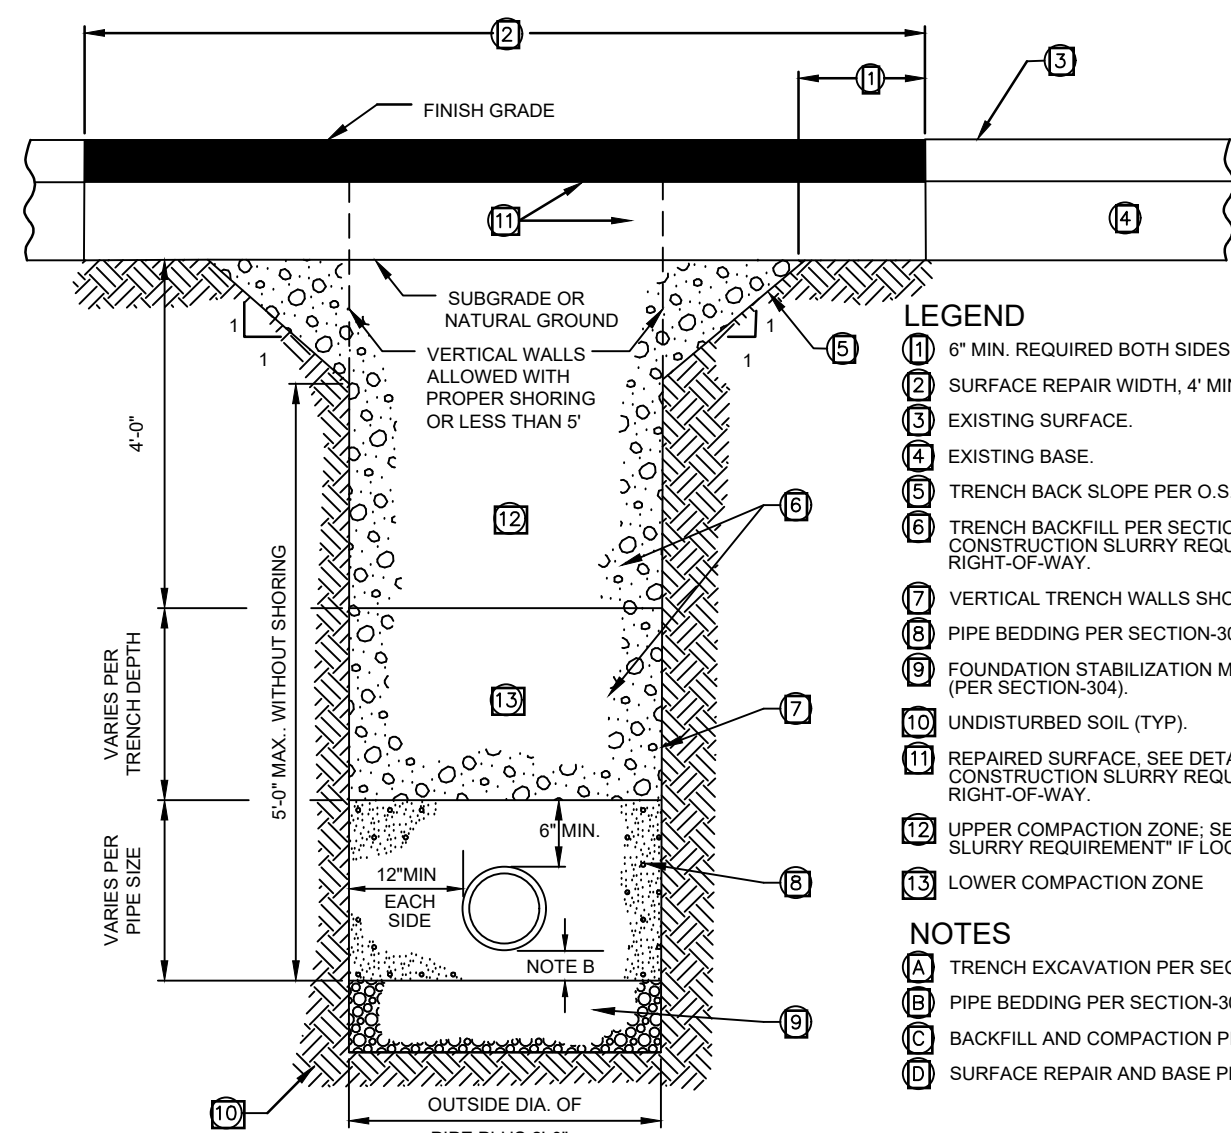 2
1
3
FINISH GRADE
11
4
SUBGRADE OR
NATURAL GROUND
1
1
1
1
5
VERTICAL WALLS
ALLOWED WITH
PROPER SHORING
OR LESS THAN 5'
4'-0"
12
6
5'-0" MAX.. WITHOUT SHORING
VARIES PER
TRENCH DEPTH
13
7
6" MIN.
VARIES PER
PIPE SIZE
12"MIN
EACH
SIDE
8
NOTE B
9
10
OUTSIDE DIA. OF
LEGEND
1 6" MIN. REQUIRED BOTH SIDES
2 SURFACE REPAIR WIDTH, 4' MIN
3 EXISTING SURFACE.
4 EXISTING BASE.
5 TRENCH BACK SLOPE PER O.S
6 TRENCH BACKFILL PER SECTIO
CONSTRUCTION SLURRY REQU
RIGHT-OF-WAY.
7 VERTICAL TRENCH WALLS SHO
8 PIPE BEDDING PER SECTION-30
9 FOUNDATION STABILIZATION M
(PER SECTION-304).
10 UNDISTURBED SOIL (TYP).
11 REPAIRED SURFACE, SEE DETA
CONSTRUCTION SLURRY REQU
RIGHT-OF-WAY.
12 UPPER COMPACTION ZONE; SE
SLURRY REQUIREMENT" IF LOC
13 LOWER COMPACTION ZONE
NOTES
A TRENCH EXCAVATION PER SEC
B PIPE BEDDING PER SECTION-30
C BACKFILL AND COMPACTION P
D SURFACE REPAIR AND BASE P